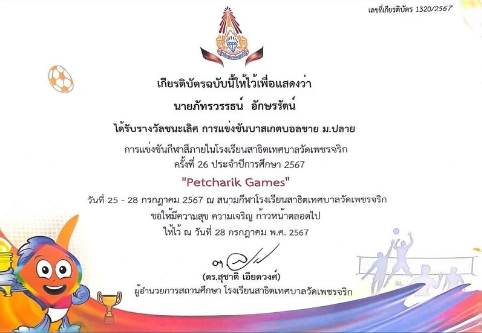 เลขที่เกียรติบัตร 1320/2567
เกียรติบัตรฉบับนี้ให้ไว้เพื่อแสดงว่า
นายภัทรวรรธน์ อักษรรัตน์
ได้รับรางวัลชนะเลิศ การแข่งขันบาสเกตบอลชาย ม.ปลาย
การแข่งขันกีฬาสีภายในโรงเรียนสาธิตเทศบาลวัดเพชรจริก
ครั้งที่ 26 ประจำปีการศึกษา 2567
"Petcharik Games"
วันที่ 25 - 28 กรกฎาคม 2567 ณ สนามกีฬาโรงเรียนสาธิตเทศบาลวัดเพชรจริก
ขอให้มีความสุข ความเจริญ ก้าวหน้าตลอดไป
ให้ไว้ ณ วันที่ 28 กรกฎาคม พ.ศ. 2567
(ดร.สุชาติ เอียดวงศ์)
ผู้อำนวยการสถานศึกษา โรงเรียนสาธิตเทศบาลวัดเพชรจริก